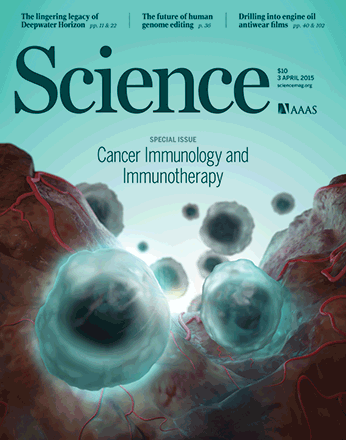 The lingering legacy of
Deepwater Horizon pp. 11 & 22
The future of human
genome editing p. 36
Drilling into engine oil
antiwear films pp. 40 & 102
Science
$10
3 APRIL 2015
sciencemag.org
AAAS
SPECIAL ISSUE
Cancer Immunology and
Immunotherapy